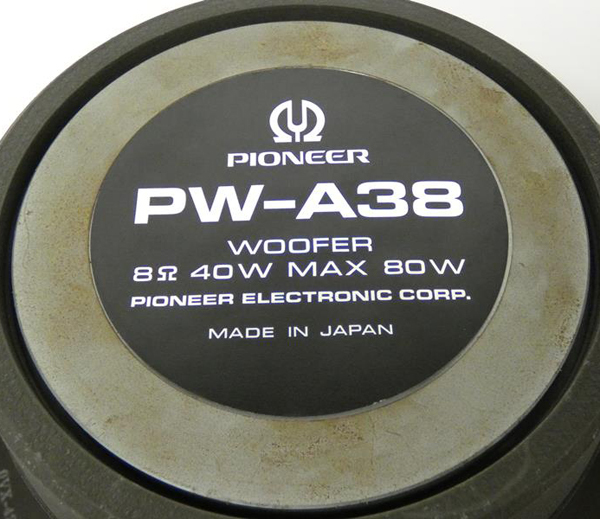 PIONEER
PW-A38
WOOFER
8Ω 40W MAX 80W
PIONEER ELECTRONIC CORP.
MADE IN JAPAN